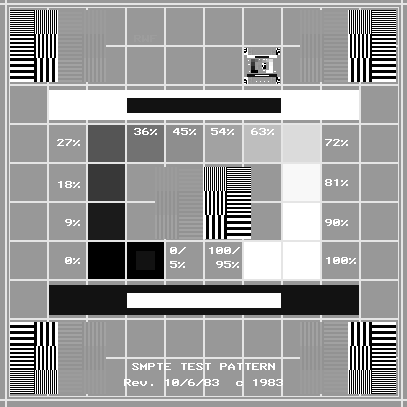 36% 45% 54% 63%
27% 72%
18% 81%
9% 90%
0/ 100/
0% 5% 95% 100%
SMPTE TEST PATTERN
Rev. 10/6/83 c 1983